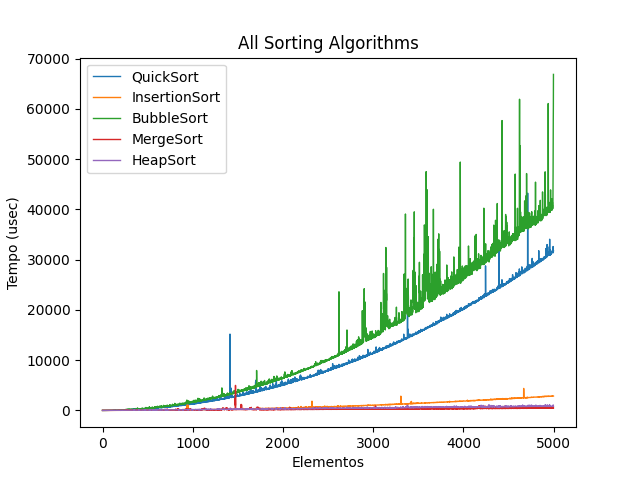 All Sorting Algorithms
70000
60000
50000
40000
30000
20000
10000
0
Tempo (usec)
QuickSort
InsertionSort
BubbleSort
MergeSort
HeapSort
0 1000 2000 3000 4000 5000
Elementos